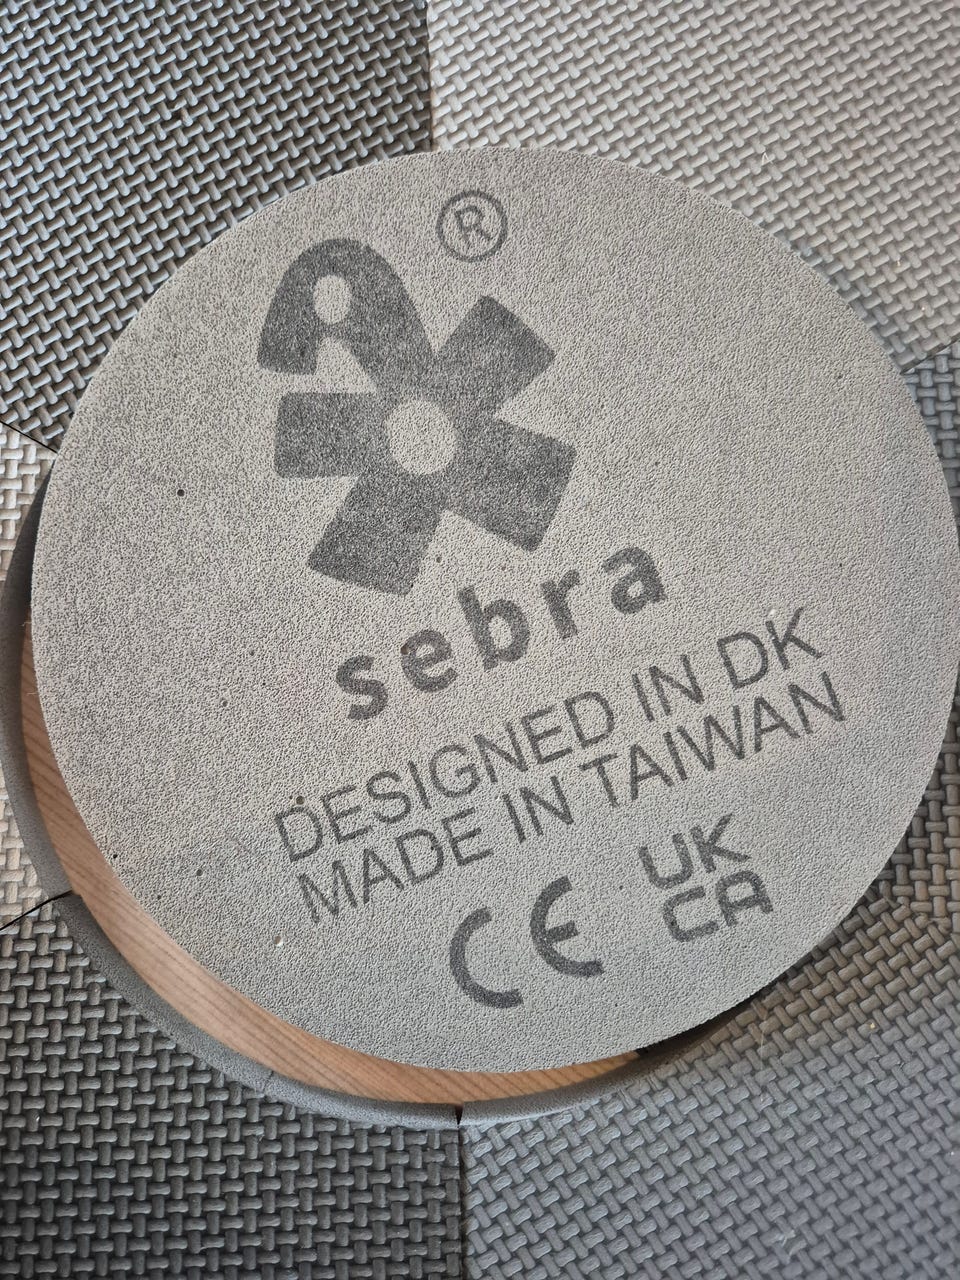 ®
sebra
DESIGNED IN DK
MADE IN TAIWAN
CE
UK
CA